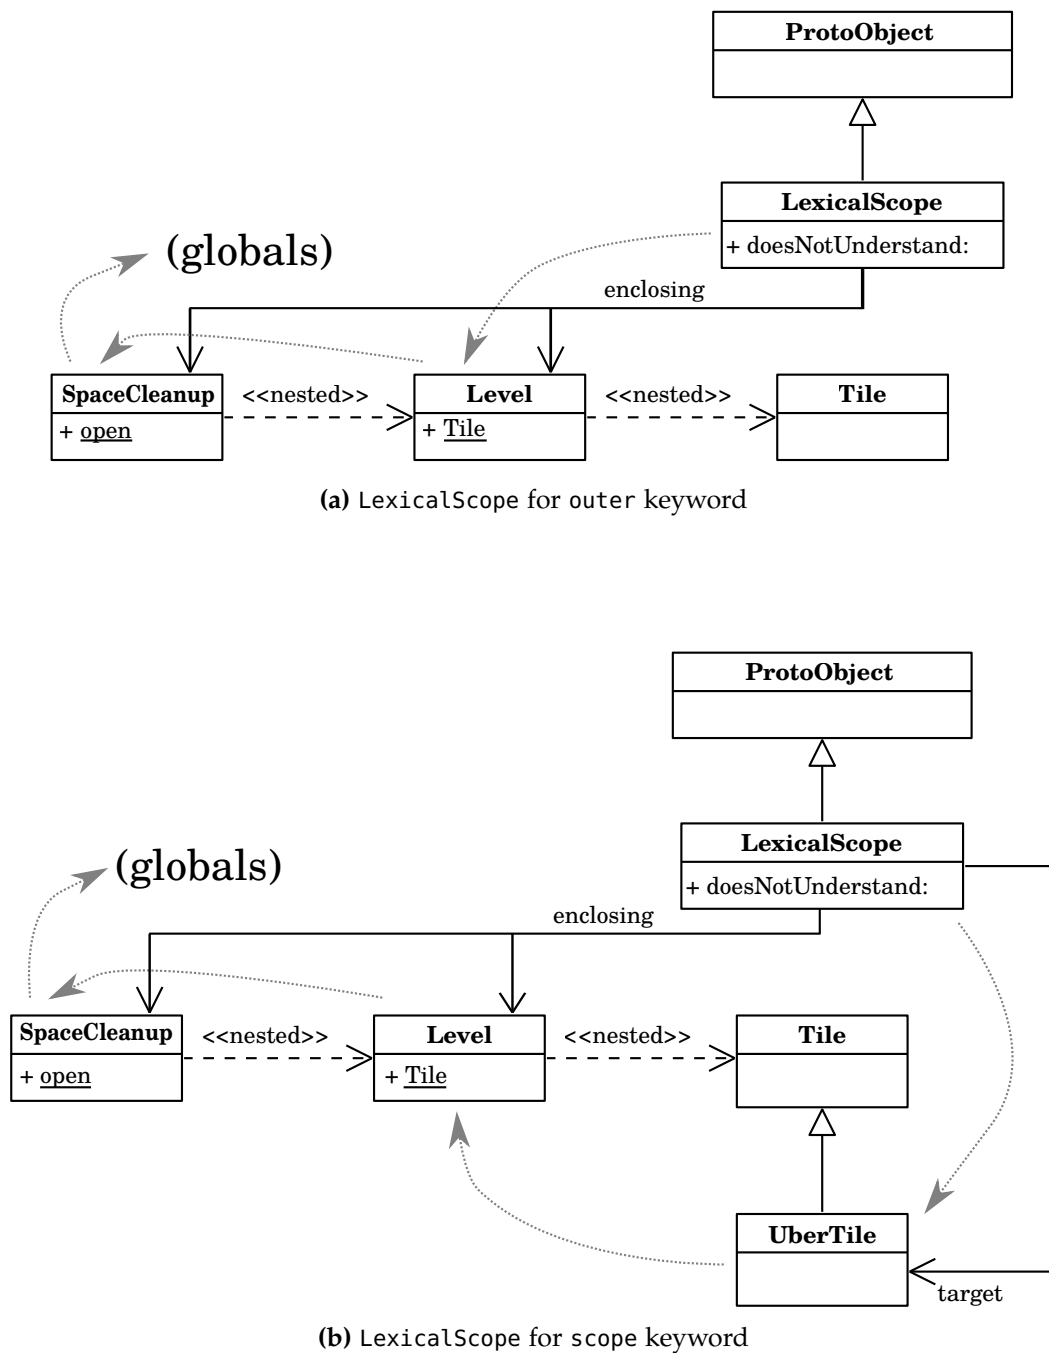 ProtoObject
LexicalScope
+ doesNotUnderstand:
(globals)
enclosing
SpaceCleanup
+ open
<<nested>>
Level
+ Tile
<<nested>>
Tile
(a) LexicalScope for outer keyword
ProtoObject
LexicalScope
+ doesNotUnderstand:
(globals)
enclosing
SpaceCleanup
+ open
<<nested>>
Level
+ Tile
<<nested>>
Tile
UberTile
target
(b) LexicalScope for scope keyword